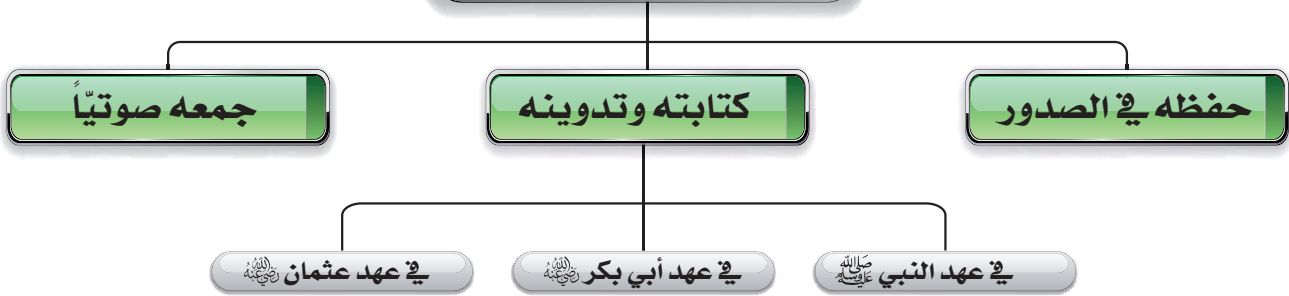 حفظه في الصدور
كتابته وتدوينه
جمعه صوتيّاً
في عهد النبي ﷺ
في عهد أبي بكر رضي الله عنه
في عهد عثمان رضي الله عنه